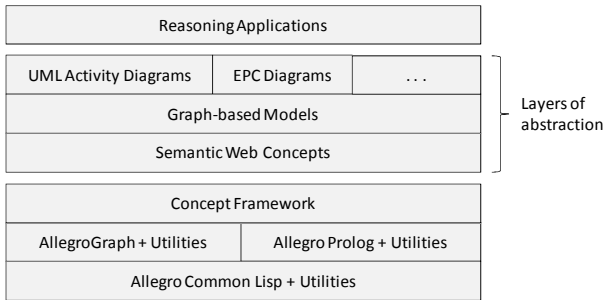 Reasoning Applications
UML Activity Diagrams
EPC Diagrams
. . .
Graph-based Models
Semantic Web Concepts
Layers of
abstraction
Concept Framework
AllegroGraph + Utilities
Allegro Prolog + Utilities
Allegro Common Lisp + Utilities